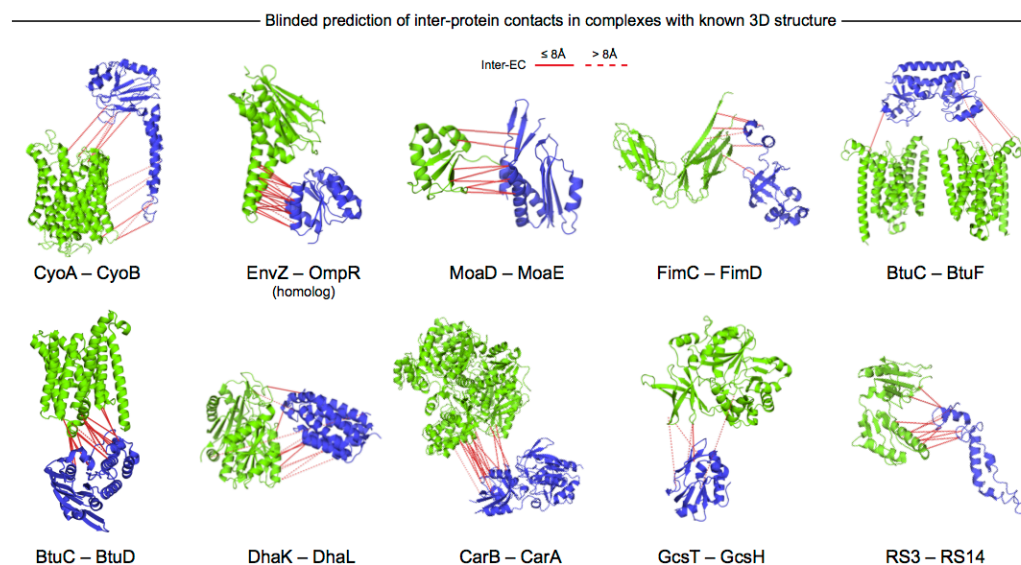 Blinded prediction of inter-protein contacts in complexes with known 3D structure
≤ 8Å > 8Å
Inter-EC
CyoA – CyoB
EnvZ – OmpR
(homolog)
MoaD – MoaE
FimC – FimD
BtuC – BtuF
BtuC – BtuD
DhaK – DhaL
CarB – CarA
GcsT – GcsH
RS3 – RS14